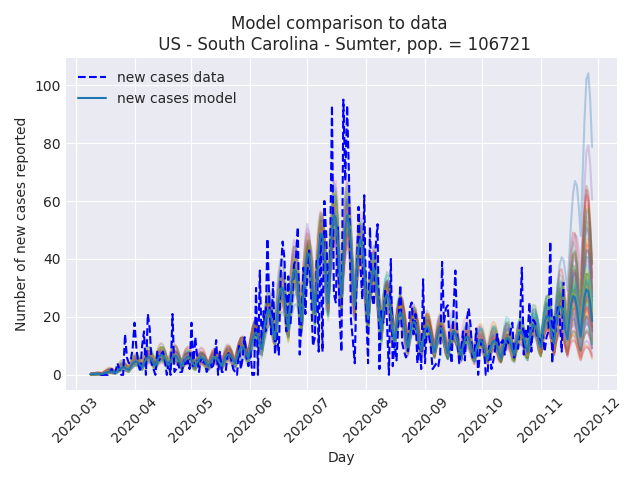 Model comparison to data
US - South Carolina - Sumter, pop. = 106721
new cases data
new cases model
Number of new cases reported
100
80
60
40
20
0
2020-03
2020-04
2020-05
2020-06
2020-07
2020-08
2020-09
2020-10
2020-11
2020-12
Day